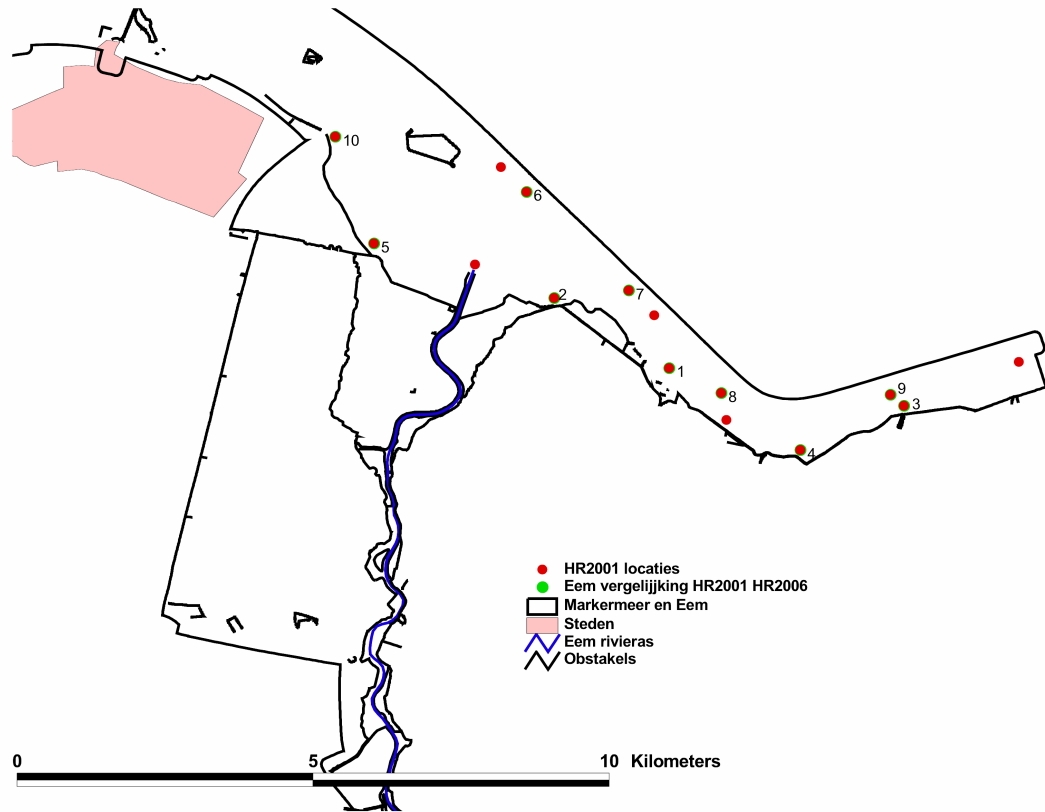 10
6
5
2
7
1
8
9
3
4
HR2001 locaties
Eem vergelijjking HR2001 HR2006
Markermeer en Eem
Steden
Eem rivieras
Obstakels
0 5 10 Kilometers